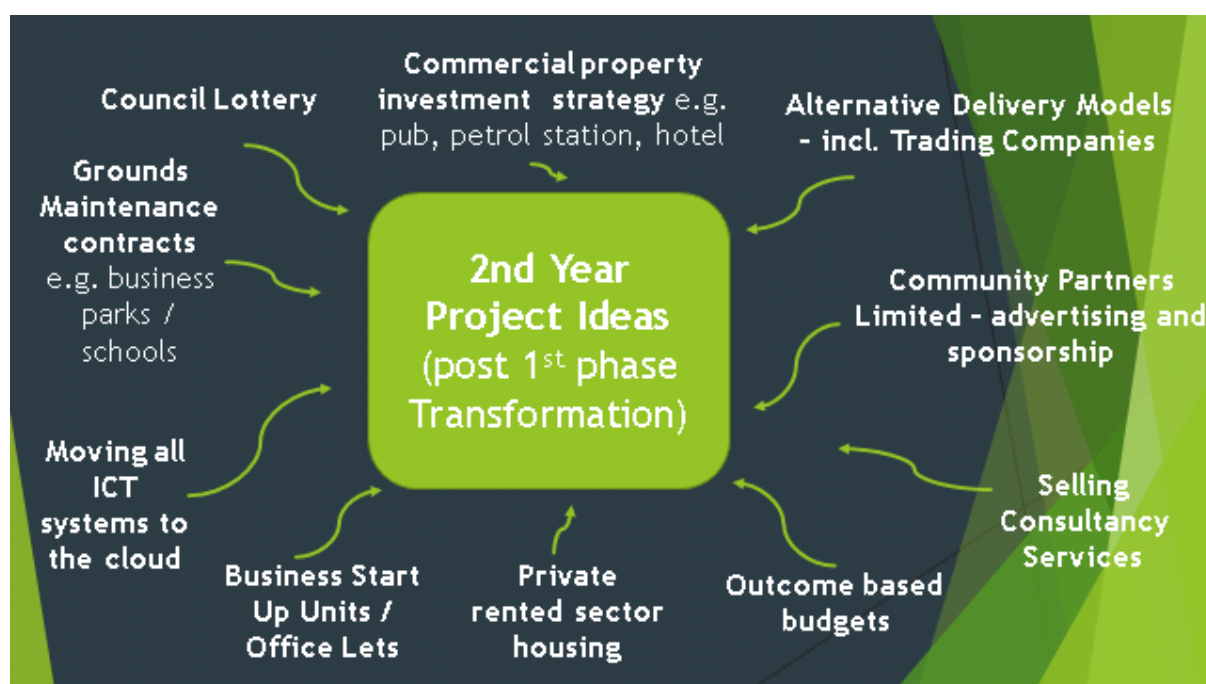 Council Lottery
Commercial property
investment strategy e.g.
pub, petrol station, hotel
Alternative Delivery Models
- incl. Trading Companies
Grounds
Maintenance
contracts
e.g. business
parks /
schools
2nd Year
Project Ideas
(post 1st phase
Transformation)
Community Partners
Limited - advertising and
sponsorship
Moving all
ICT
systems to
the cloud
Business Start
Up Units /
Office Lets
Private
rented sector
housing
Outcome based
budgets
Selling
Consultancy
Services